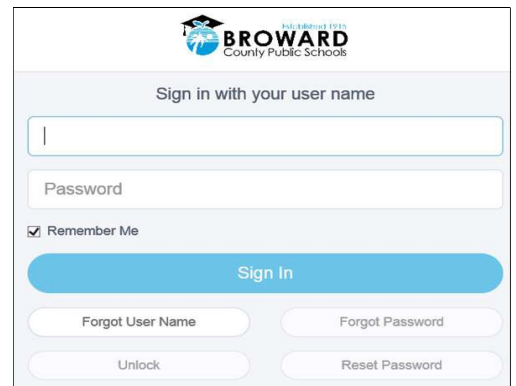 Established 1915
BROWARD
County Public Schools
Sign in with your user name
Password
Remember Me
Sign In
Forgot User Name
Forgot Password
Unlock
Reset Password